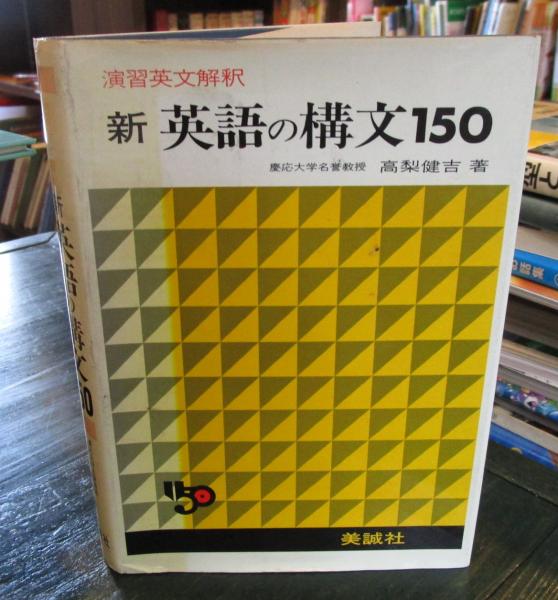 演習英文解釈
新 英語の構文150
慶応大学名誉教授 高梨健吉 著
150
美誠社
新 英語の構文150